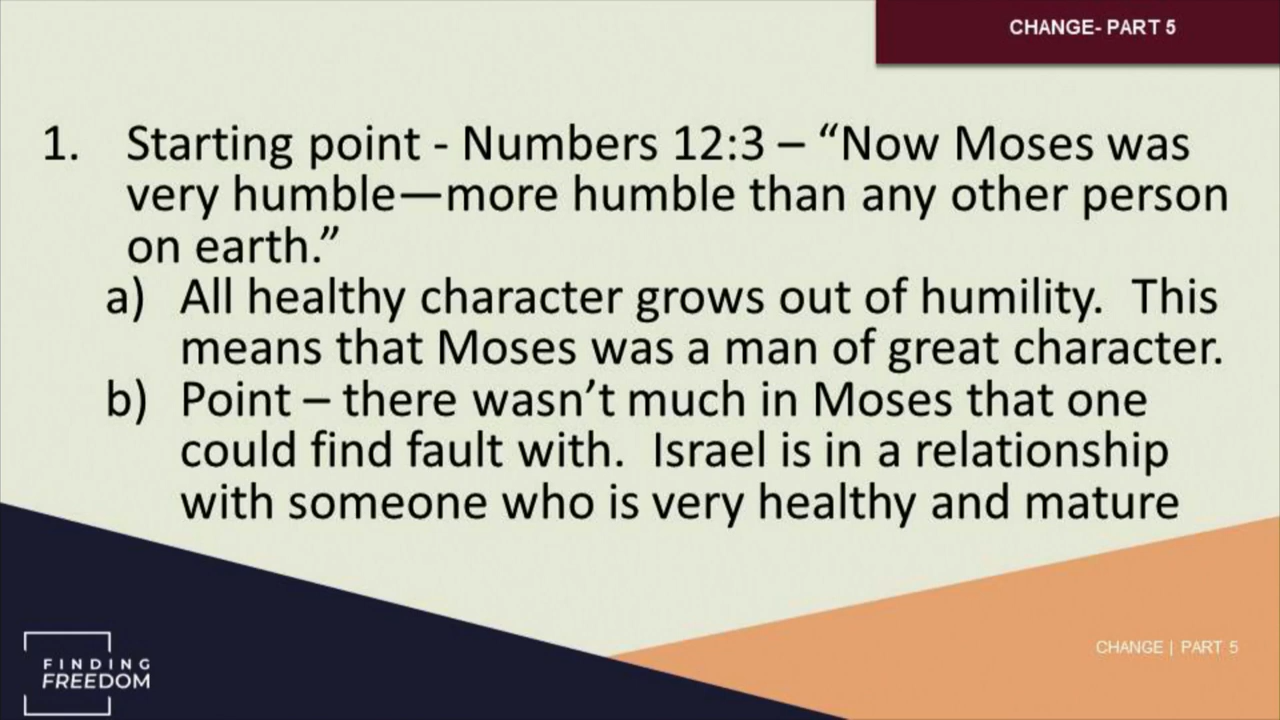 CHANGE- PART 5
1. Starting point - Numbers 12:3 – “Now Moses was
very humble—more humble than any other person
on earth.”
a) All healthy character grows out of humility.  This
means that Moses was a man of great character.
b) Point – there wasn’t much in Moses that one
could find fault with.  Israel is in a relationship
with someone who is very healthy and mature
CHANGE | PART 5
FINDING
FREEDOM